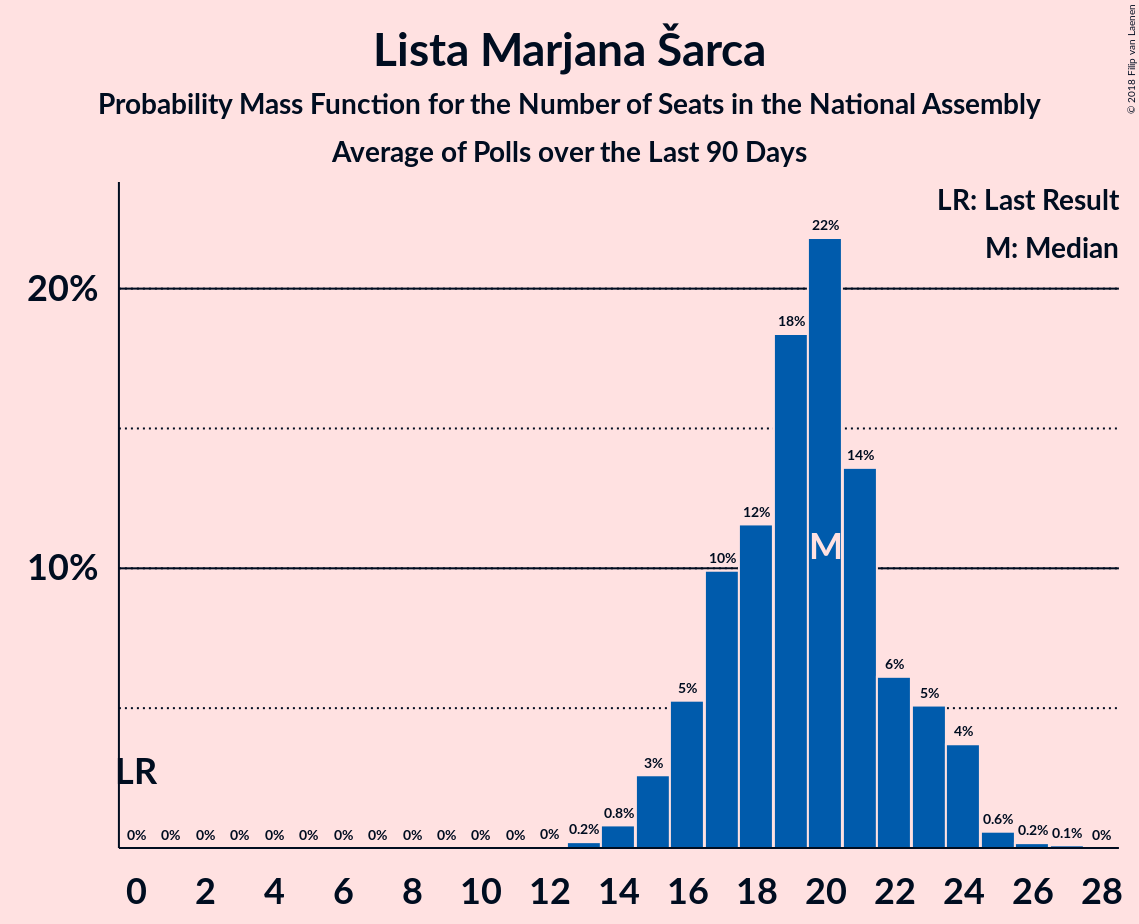 Lista Marjana Šarca
Probability Mass Function for the Number of Seats in the National Assembly
Average of Polls over the Last 90 Days
© 2018 Filip van Laenen
LR: Last Result
M: Median
20%
10%
LR
M
0% 0% 0% 0% 0% 0% 0% 0% 0% 0% 0% 0% 0% 0.2% 0.8% 3% 5% 10% 12% 18% 22% 14% 6% 5% 4% 0.6% 0.2% 0.1% 0%
0 2 4 6 8 10 12 14 16 18 20 22 24 26 28